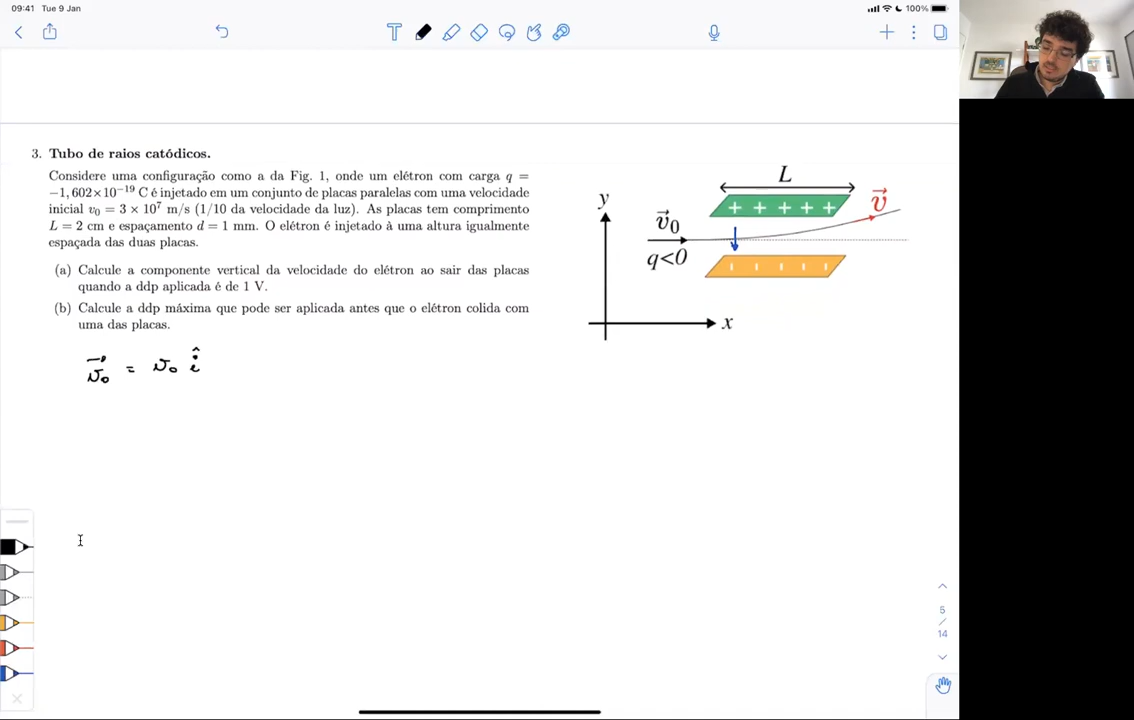 09:41 Tue 9 Jan
100%
3. Tubo de raios catódicos.
Considere uma configuração como a da Fig. 1, onde um elétron com carga q =
−1,602×10⁻¹⁹ C é injetado em um conjunto de placas paralelas com uma velocidade
inicial v₀ = 3 × 10⁷ m/s (1/10 da velocidade da luz). As placas tem comprimento
L = 2 cm e espaçamento d = 1 mm. O elétron é injetado à uma altura igualmente
espaçada das duas placas.
(a) Calcule a componente vertical da velocidade do elétron ao sair das placas
quando a ddp aplicada é de 1 V.
(b) Calcule a ddp máxima que pode ser aplicada antes que o elétron colida com
uma das placas.
L
y
+ + + + +
v⃗
v⃗₀
q<0
x
v⃗₀ = v₀ î
5
/
14